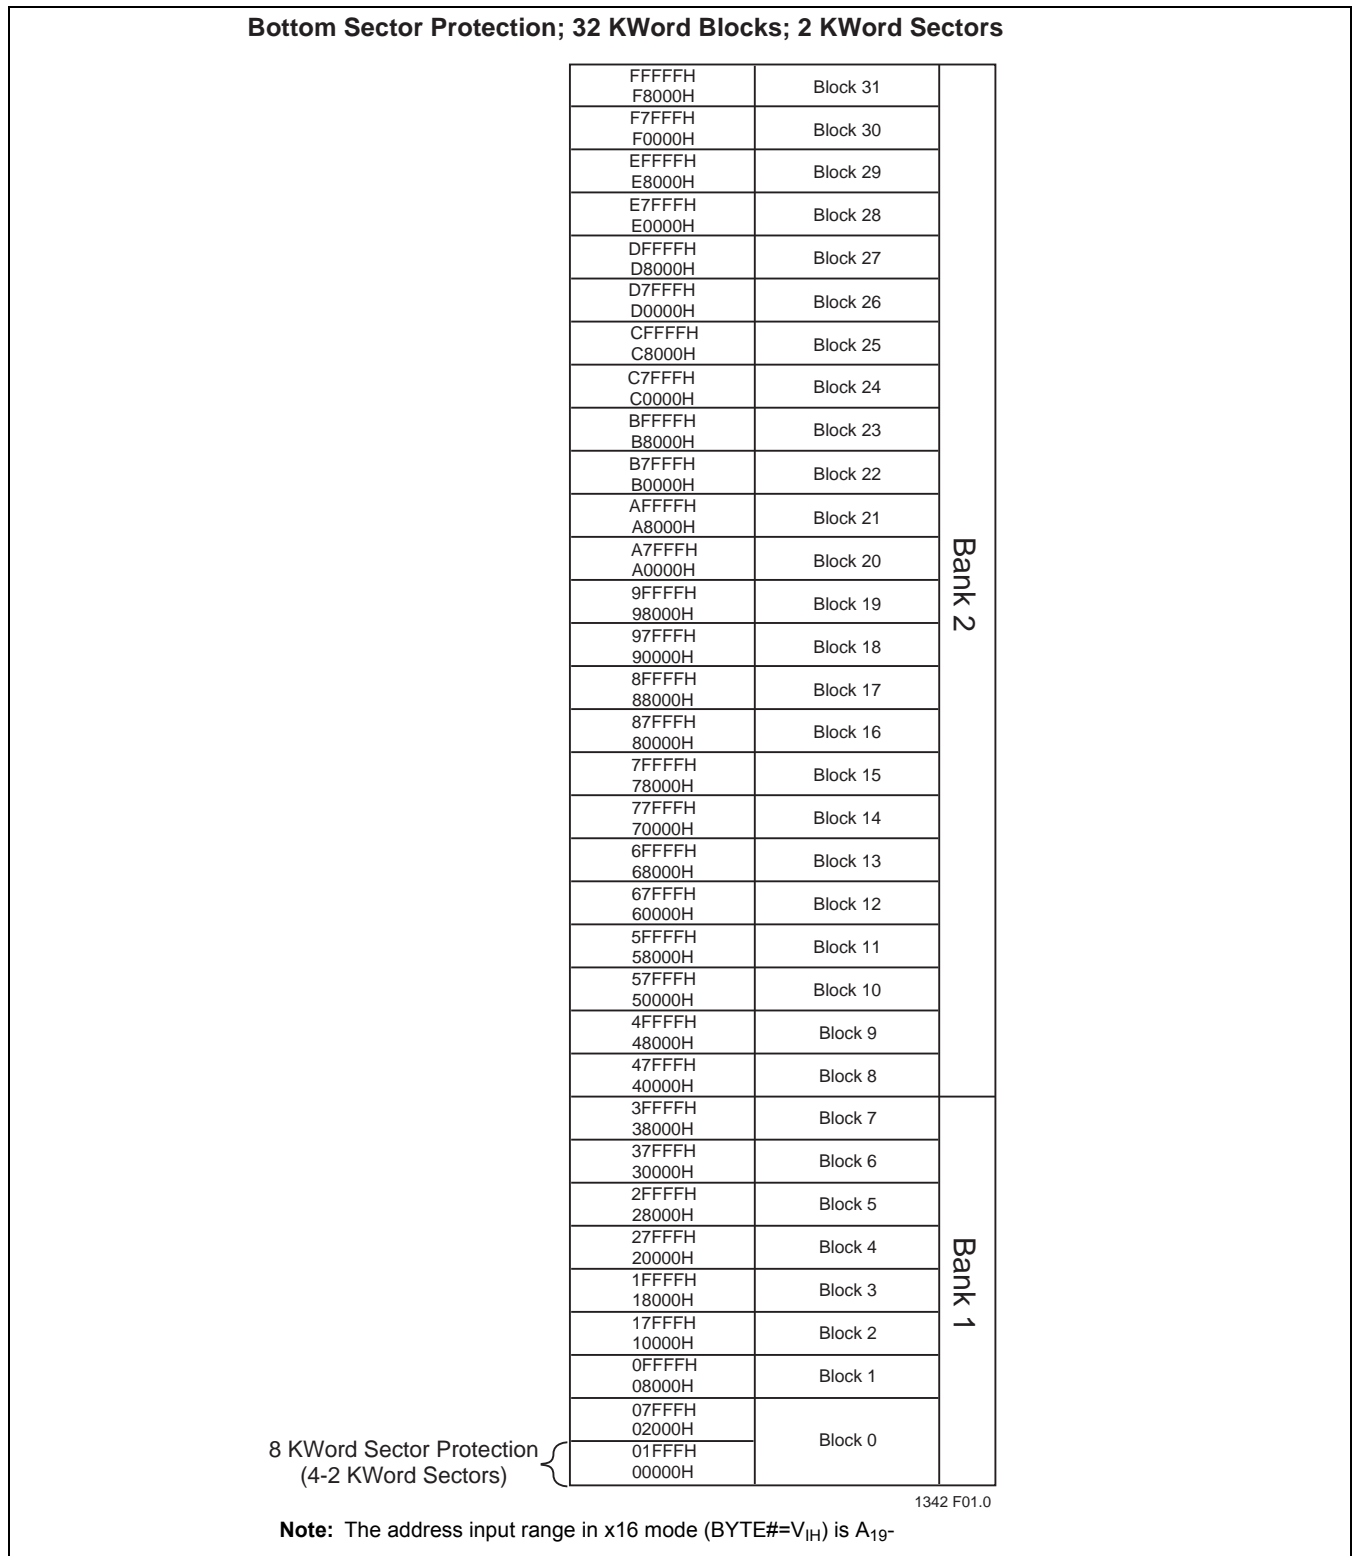 Bottom Sector Protection; 32 KWord Blocks; 2 KWord Sectors
FFFFFH
F8000H
Block 31
F7FFFH
F0000H
Block 30
EFFFFH
E8000H
Block 29
E7FFFH
E0000H
Block 28
DFFFFH
D8000H
Block 27
D7FFFH
D0000H
Block 26
CFFFFH
C8000H
Block 25
C7FFFH
C0000H
Block 24
BFFFFH
B8000H
Block 23
B7FFFH
B0000H
Block 22
AFFFFH
A8000H
Block 21
A7FFFH
A0000H
Block 20
9FFFFH
98000H
Block 19
97FFFH
90000H
Block 18
8FFFFH
88000H
Block 17
87FFFH
80000H
Block 16
7FFFFH
78000H
Block 15
77FFFH
70000H
Block 14
6FFFFH
68000H
Block 13
67FFFH
60000H
Block 12
5FFFFH
58000H
Block 11
57FFFH
50000H
Block 10
4FFFFH
48000H
Block 9
47FFFH
40000H
Block 8
Bank 2
3FFFFH
38000H
Block 7
37FFFH
30000H
Block 6
2FFFFH
28000H
Block 5
27FFFH
20000H
Block 4
1FFFFH
18000H
Block 3
17FFFH
10000H
Block 2
0FFFFH
08000H
Block 1
07FFFH
02000H
Block 0
01FFFH
00000H
Bank 1
8 KWord Sector Protection
(4-2 KWord Sectors)
1342 F01.0
Note: The address input range in x16 mode (BYTE#=VIH) is A19-